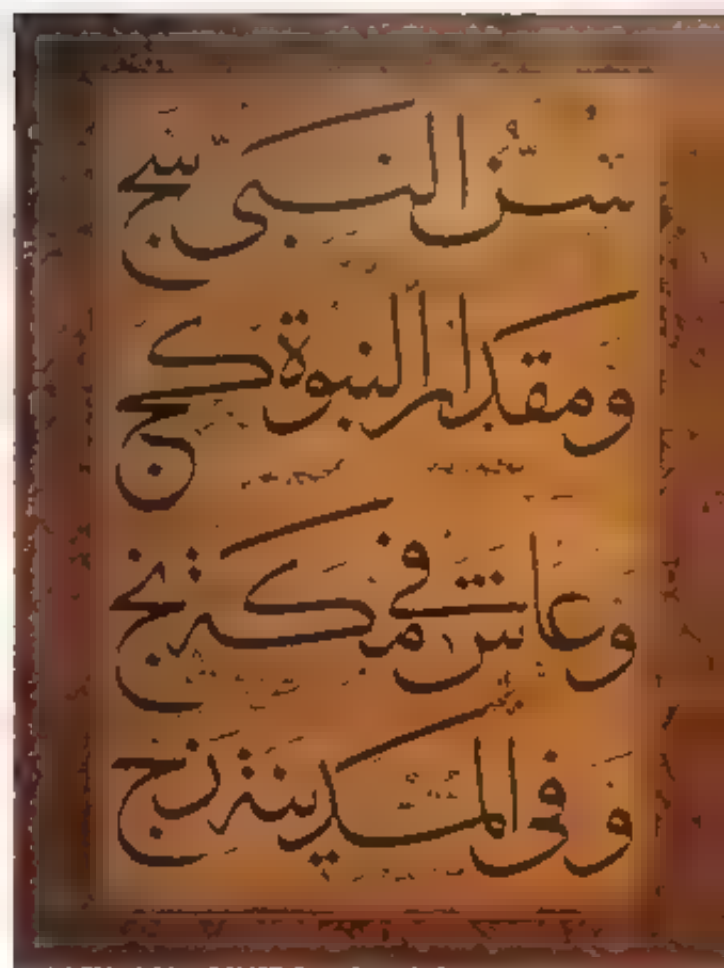 سن النبي سج
ومقدار النبوة كج
وعاش في مكة نج
وفي المدينة